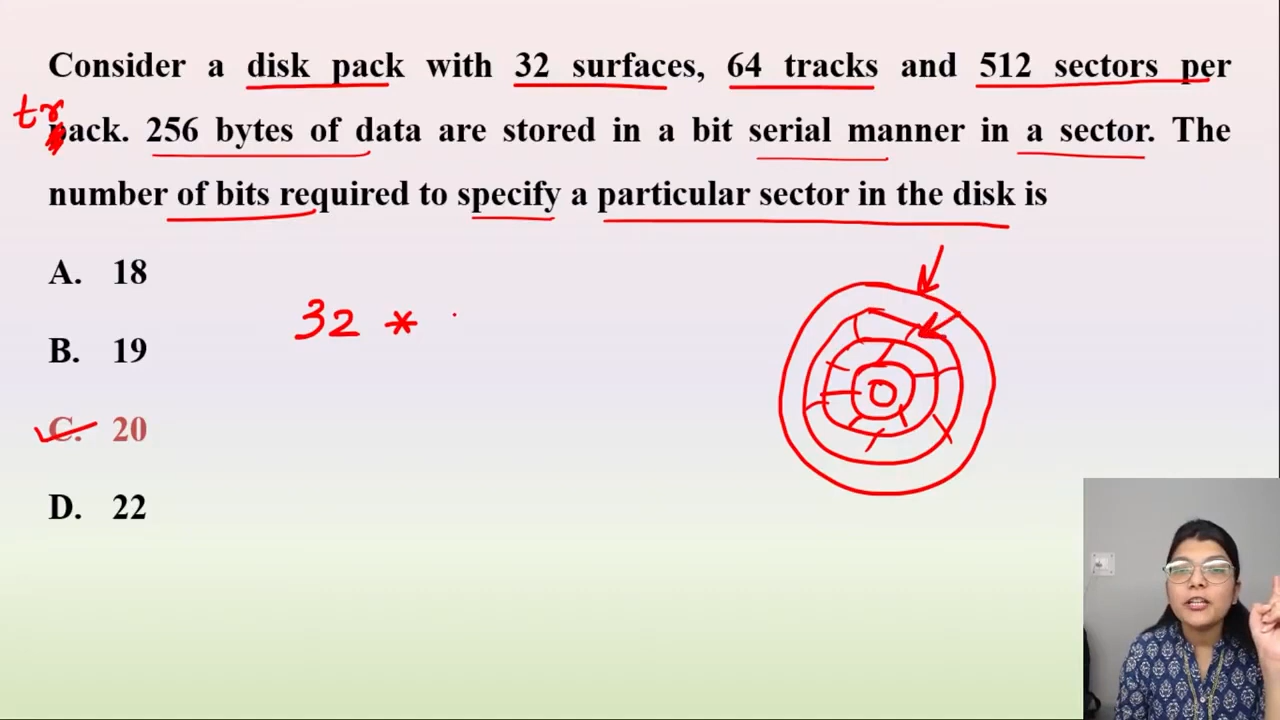 Consider a disk pack with 32 surfaces, 64 tracks and 512 sectors per
tr
pack. 256 bytes of data are stored in a bit serial manner in a sector. The
number of bits required to specify a particular sector in the disk is
A. 18
32 *
B. 19
C. 20
D. 22